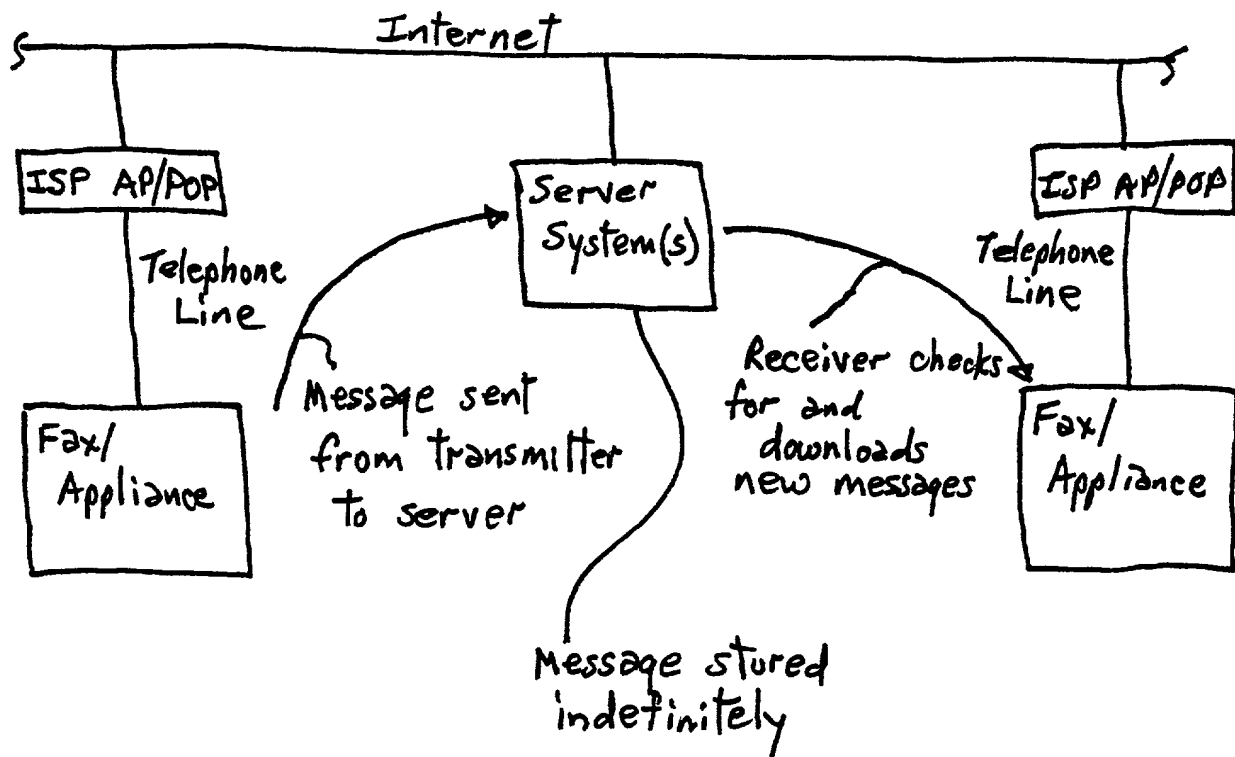 Internet
ISP AP/POP
Server
System(s)
ISP AP/POP
Telephone
Line
Telephone
Line
Message sent
from transmitter
to server
Receiver checks
for and
downloads
new messages
Fax/
Appliance
Fax/
Appliance
Message stured
indefinitely